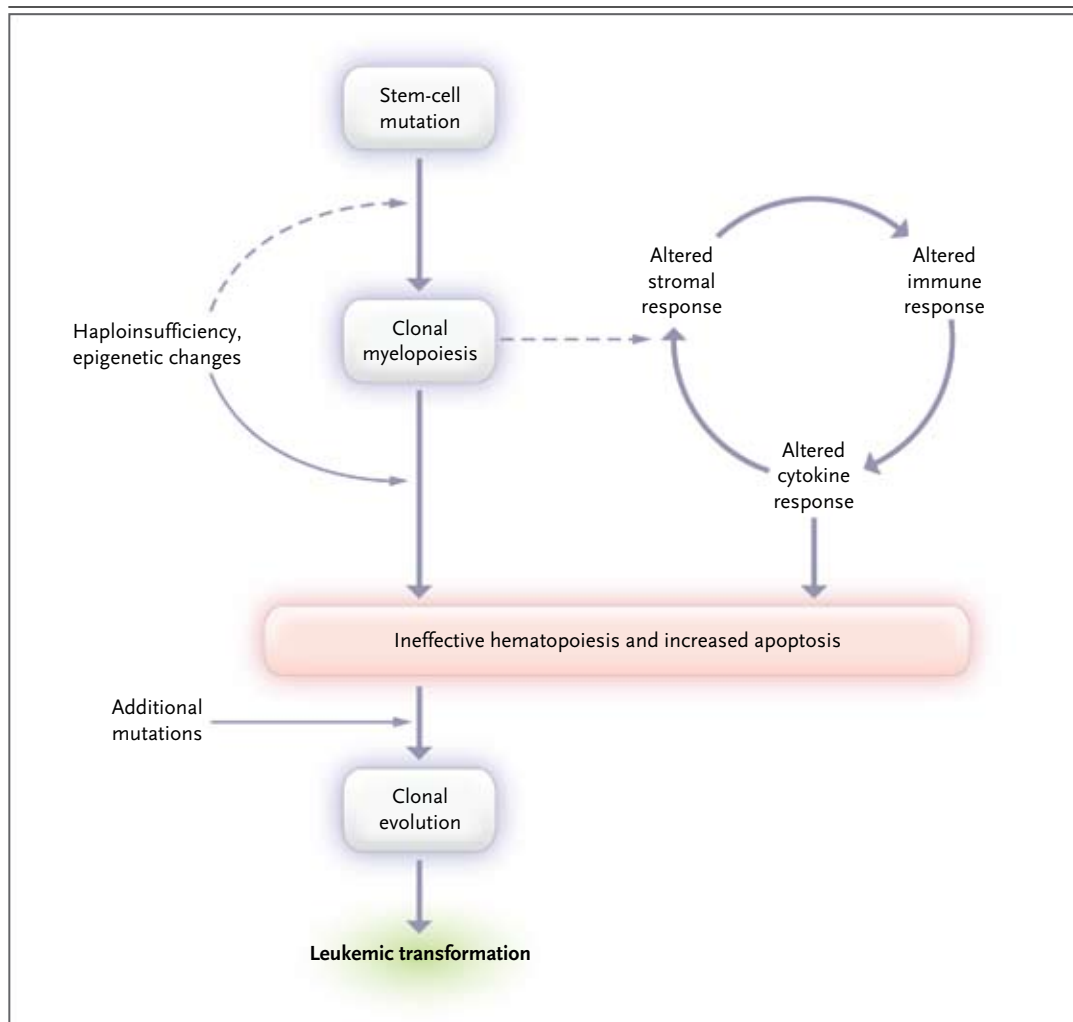 Stem-cell
mutation
Haploinsufficiency,
epigenetic changes
Clonal
myelopoiesis
Altered
stromal
response
Altered
immune
response
Altered
cytokine
response
Ineffective hematopoiesis and increased apoptosis
Additional
mutations
Clonal
evolution
Leukemic transformation